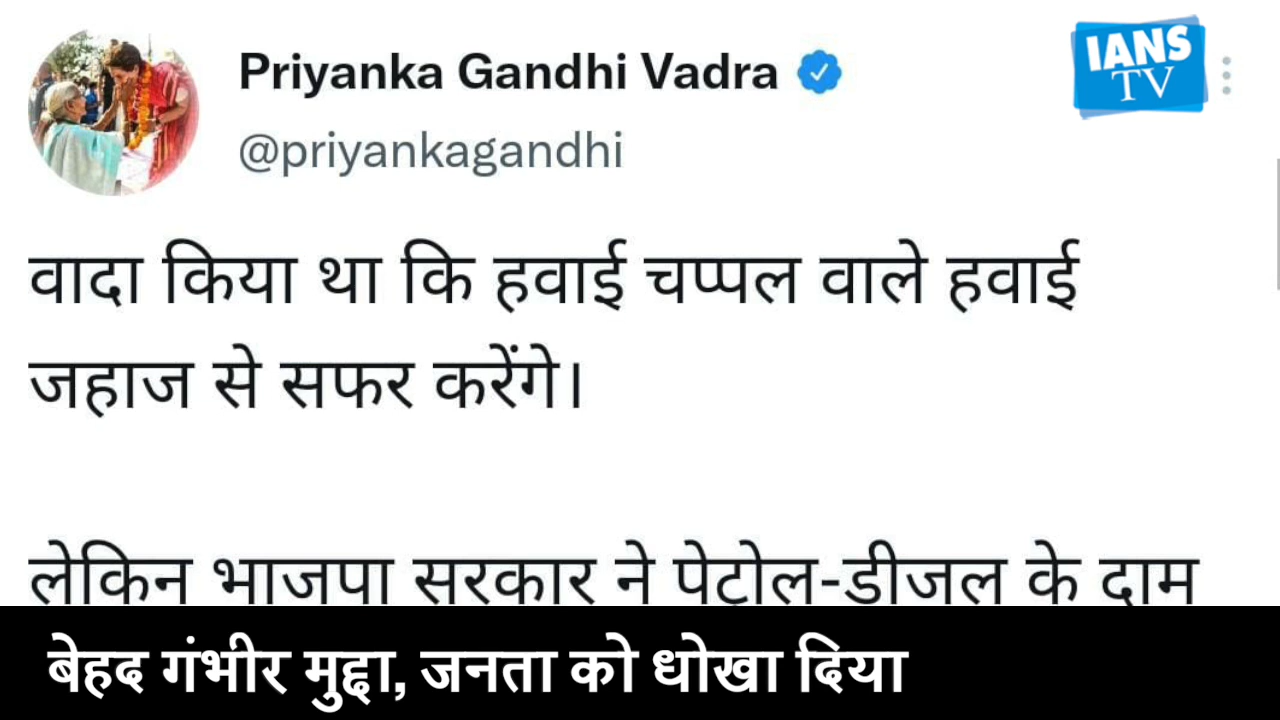 Priyanka Gandhi Vadra
IANS
TV
@priyankagandhi
वादा किया था कि हवाई चप्पल वाले हवाई
जहाज से सफर करेंगे।
लेकिन भाजपा सरकार ने पेट्रोल-डीजल के दाम
बेहद गंभीर मुद्दा, जनता को धोखा दिया